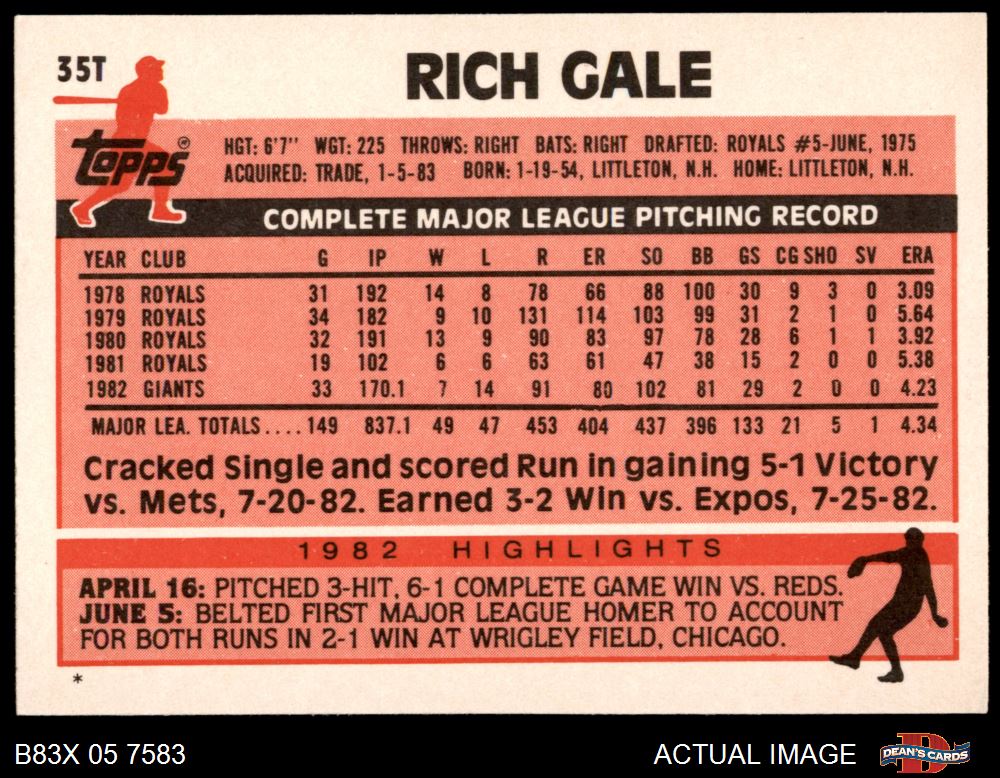 35T
RICH GALE
topps®
HGT: 6'7" WGT: 225 THROWS: RIGHT BATS: RIGHT DRAFTED: ROYALS #5-JUNE, 1975
ACQUIRED: TRADE, 1-5-83 BORN: 1-19-54, LITTLETON, N.H. HOME: LITTLETON, N.H.
COMPLETE MAJOR LEAGUE PITCHING RECORD
YEAR CLUB G IP W L R ER SO BB GS CG SHO SV ERA
1978 ROYALS 31 192 14 8 78 66 88 100 30 9 3 0 3.09
1979 ROYALS 34 182 9 10 131 114 103 99 31 2 1 0 5.64
1980 ROYALS 32 191 13 9 90 83 97 78 28 6 1 1 3.92
1981 ROYALS 19 102 6 6 63 61 47 38 15 2 0 0 5.38
1982 GIANTS 33 170.1 7 14 91 80 102 81 29 2 0 0 4.23
MAJOR LEA. TOTALS.... 149 837.1 49 47 453 404 437 396 133 21 5 1 4.34
Cracked Single and scored Run in gaining 5-1 Victory
vs. Mets, 7-20-82. Earned 3-2 Win vs. Expos, 7-25-82.
1982 HIGHLIGHTS
APRIL 16: PITCHED 3-HIT, 6-1 COMPLETE GAME WIN VS. REDS.
JUNE 5: BELTED FIRST MAJOR LEAGUE HOMER TO ACCOUNT
FOR BOTH RUNS IN 2-1 WIN AT WRIGLEY FIELD, CHICAGO.
*
B83X 05 7583
ACTUAL IMAGE
D
DEAN'S CARDS